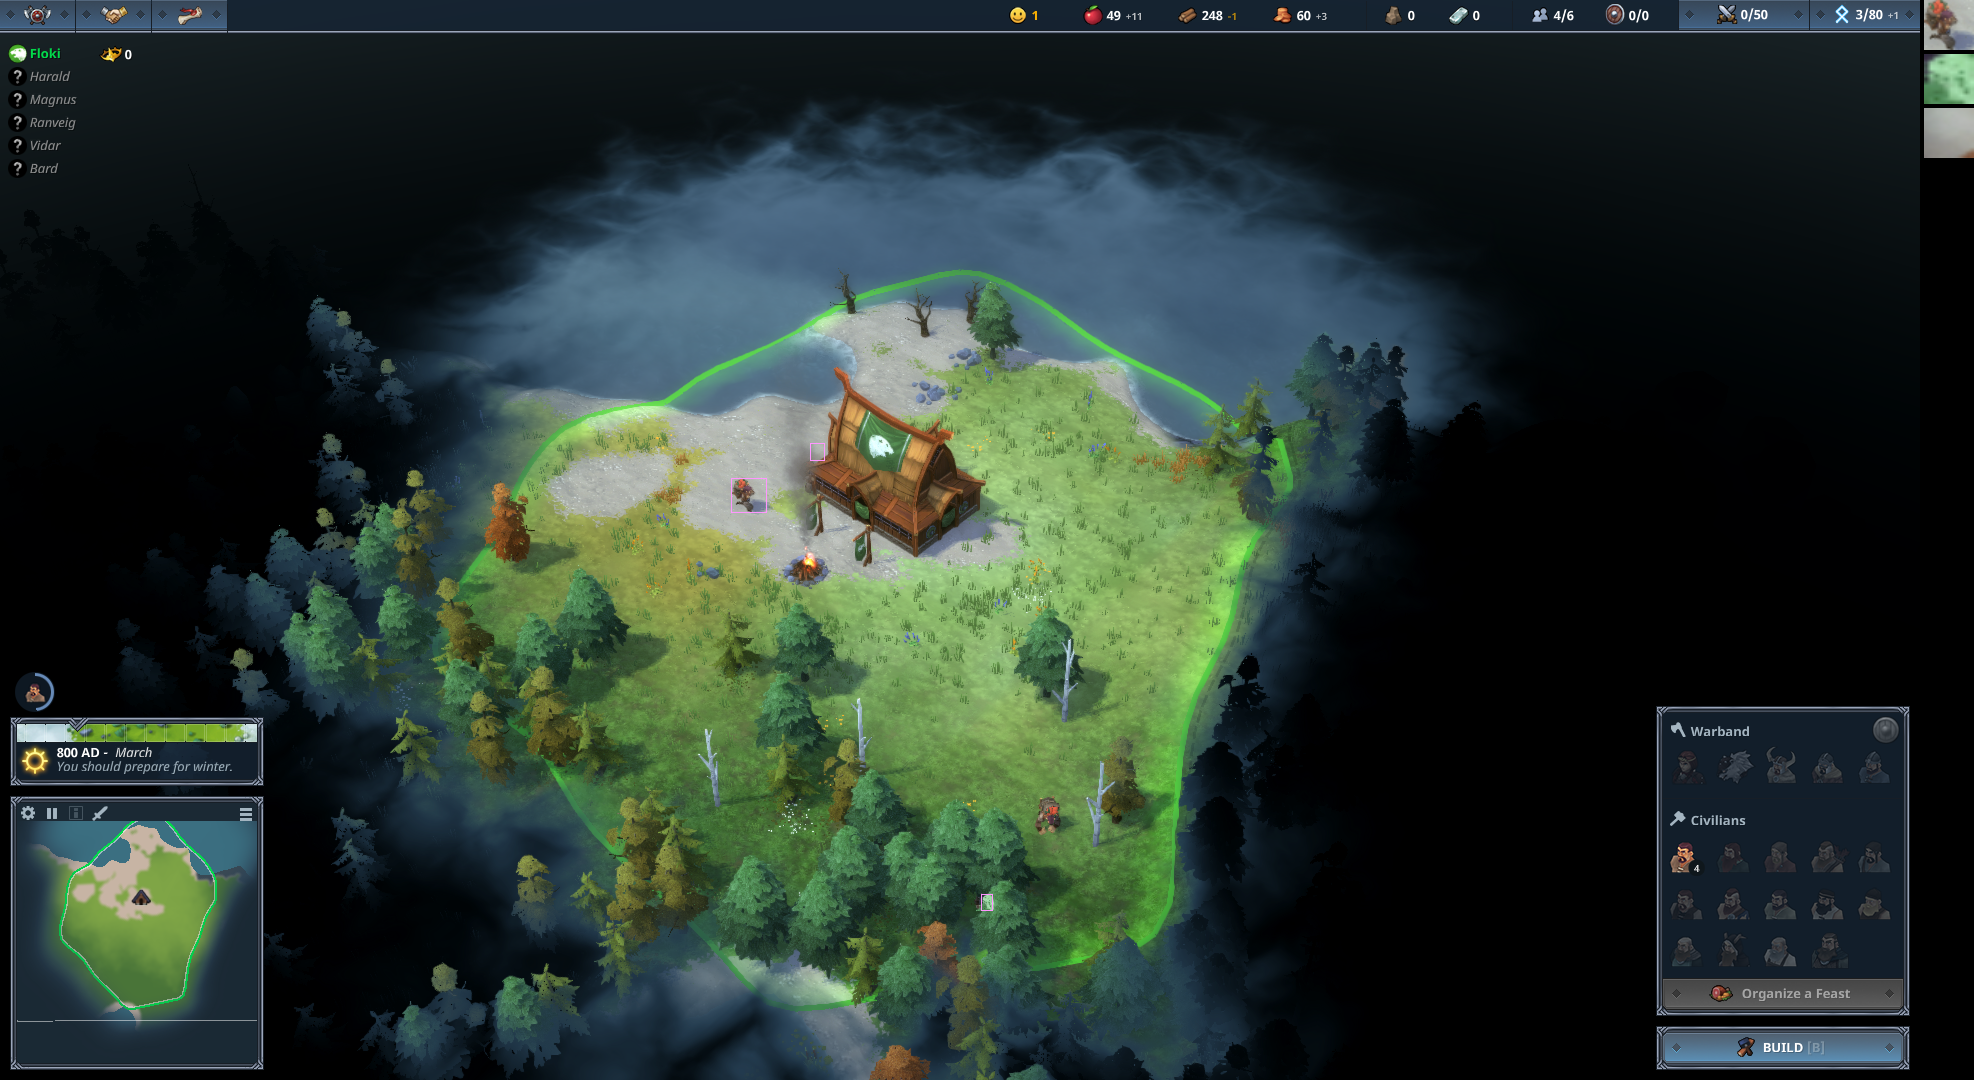 1
49 +11
248 -1
60 +3
0
0
4/6
0/0
0/50
3/80 +1
Floki 0
? Harald
? Magnus
? Ranveig
? Vidar
? Bard
800 AD - March
You should prepare for winter.
Warband
Civilians
4
Organize a Feast
BUILD [B]